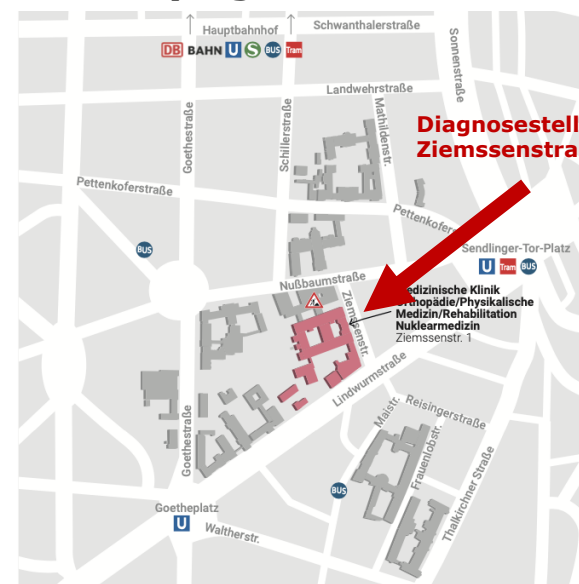 Hauptbahnhof
DB BAHN U S BUS Tram
Schwanthalerstraße
Sonnenstraße
Landwehrstraße
Mathildenstr.
Goethestraße
Schillerstraße
Diagnosestell
Ziemssenstra
Pettenkoferstraße
Pettenkofer
BUS
Sendlinger-Tor-Platz
U Tram BUS
Nußbaumstraße
Ziemssenstr.
Medizinische Klinik
Orthopädie/Physikalische
Medizin/Rehabilitation
Nuklearmedizin
Ziemssenstr. 1
Lindwurmstraße
Maistr.
Reisingerstraße
Frauenlobstr.
Goethestraße
Thalkirchner Straße
BUS
Goetheplatz
U
Waltherstr.